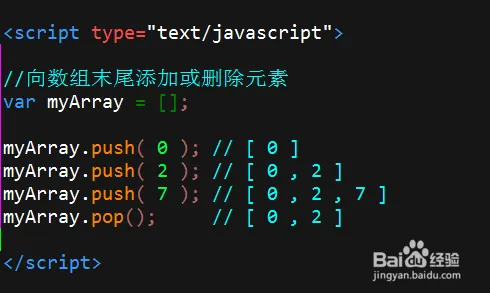 <script type="text/javascript">
//向数组末尾添加或删除元素
var myArray = [];
myArray.push( 0 ); // [ 0 ]
myArray.push( 2 ); // [ 0 , 2 ]
myArray.push( 7 ); // [ 0 , 2 , 7 ]
myArray.pop();     // [ 0 , 2 ]
</script>
Bai du 经验
jingyan.baidu.com